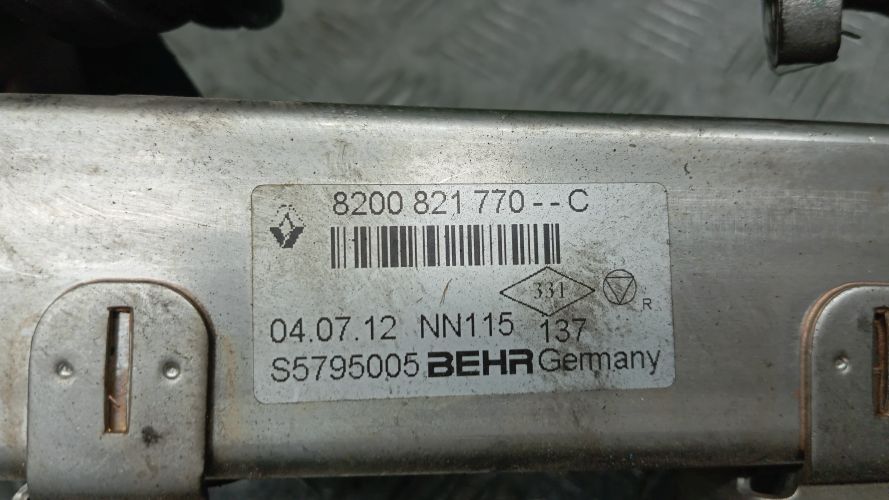 8200 821 770 -- C
331
R
04.07.12 NN115 137
S5795005 BEHR Germany